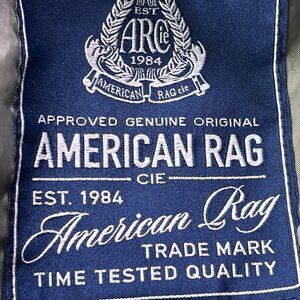 EST
ARCie
1984
AMERICAN RAG cie
APPROVED GENUINE ORIGINAL
AMERICAN RAG
CIE
EST. 1984
American Rag
TRADE MARK
TIME TESTED QUALITY